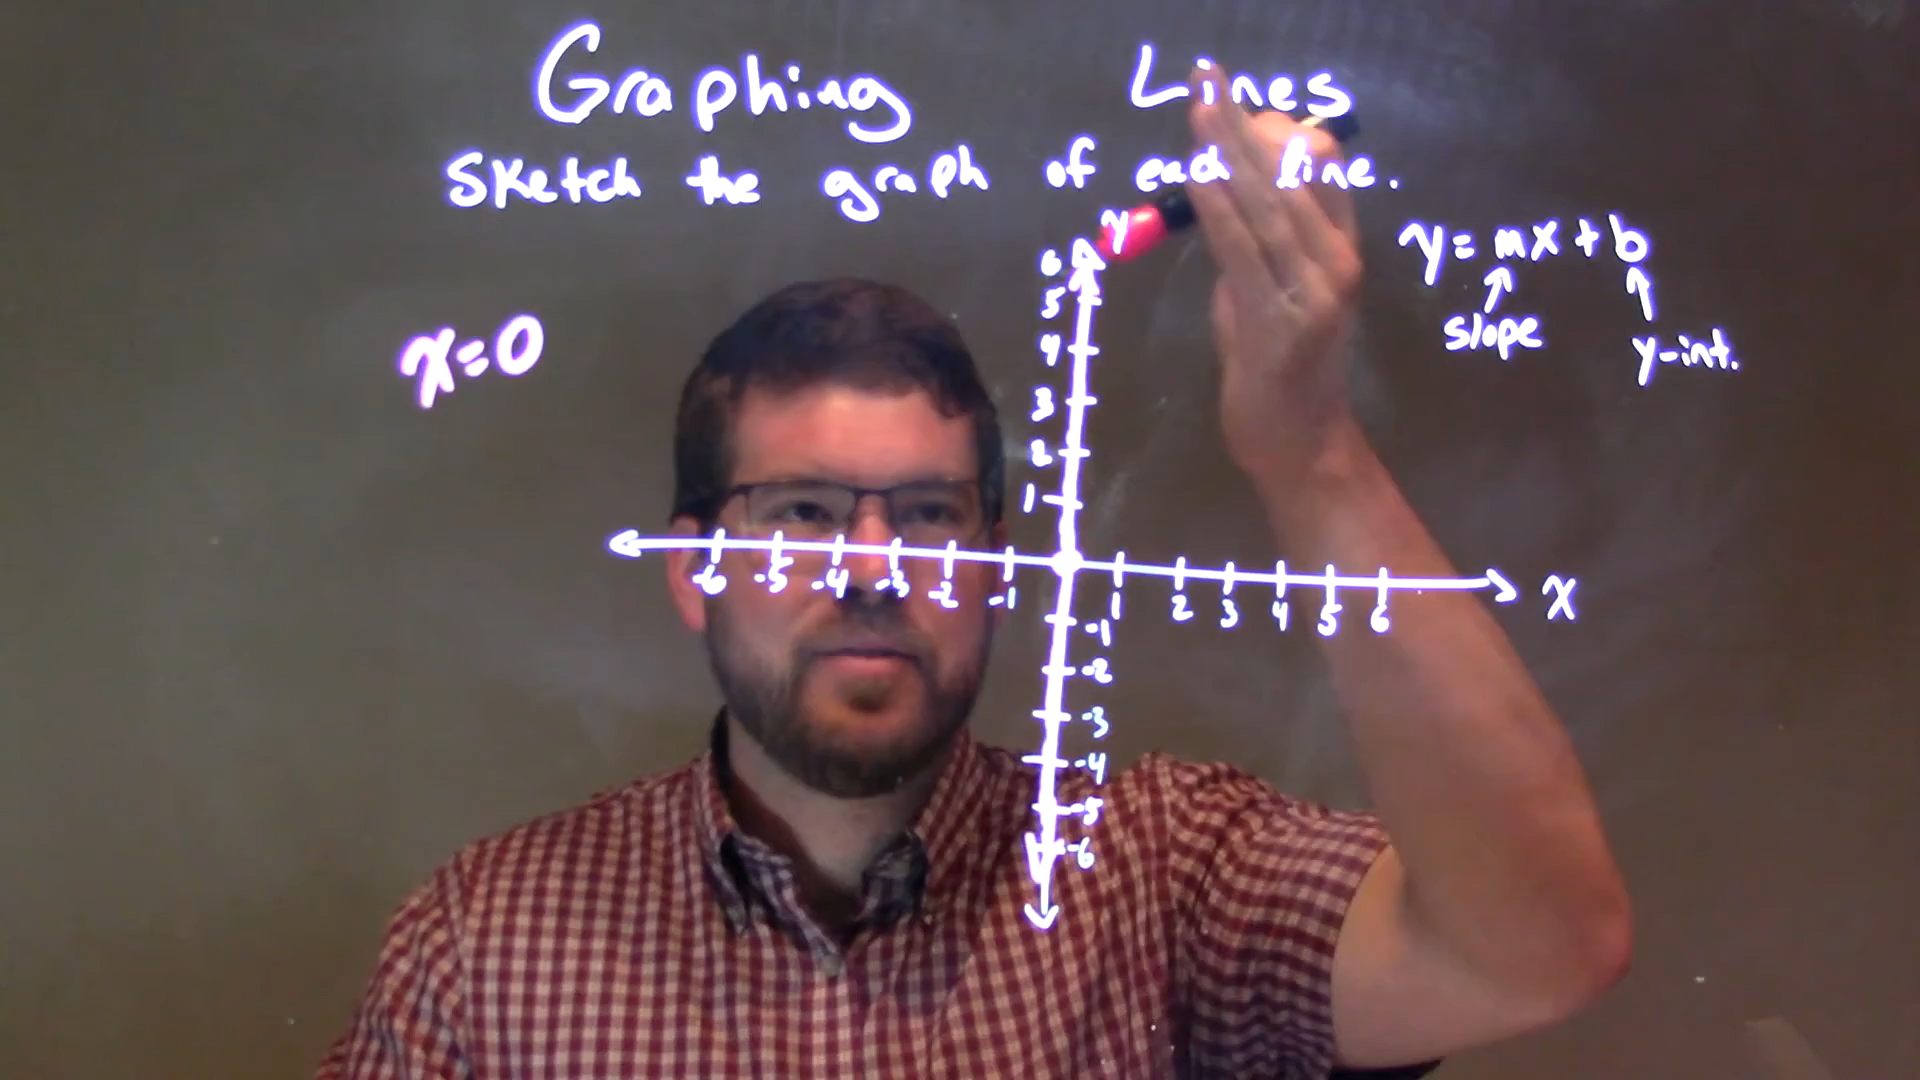 Graphing Lines
Sketch the graph of each line.
y
y = mx + b
slope
y-int.
x=0
6
5
4
3
2
1
-6 -5 -4 -3 -2 -1 1 2 3 4 5 6 x
-1
-2
-3
-4
-5
-6